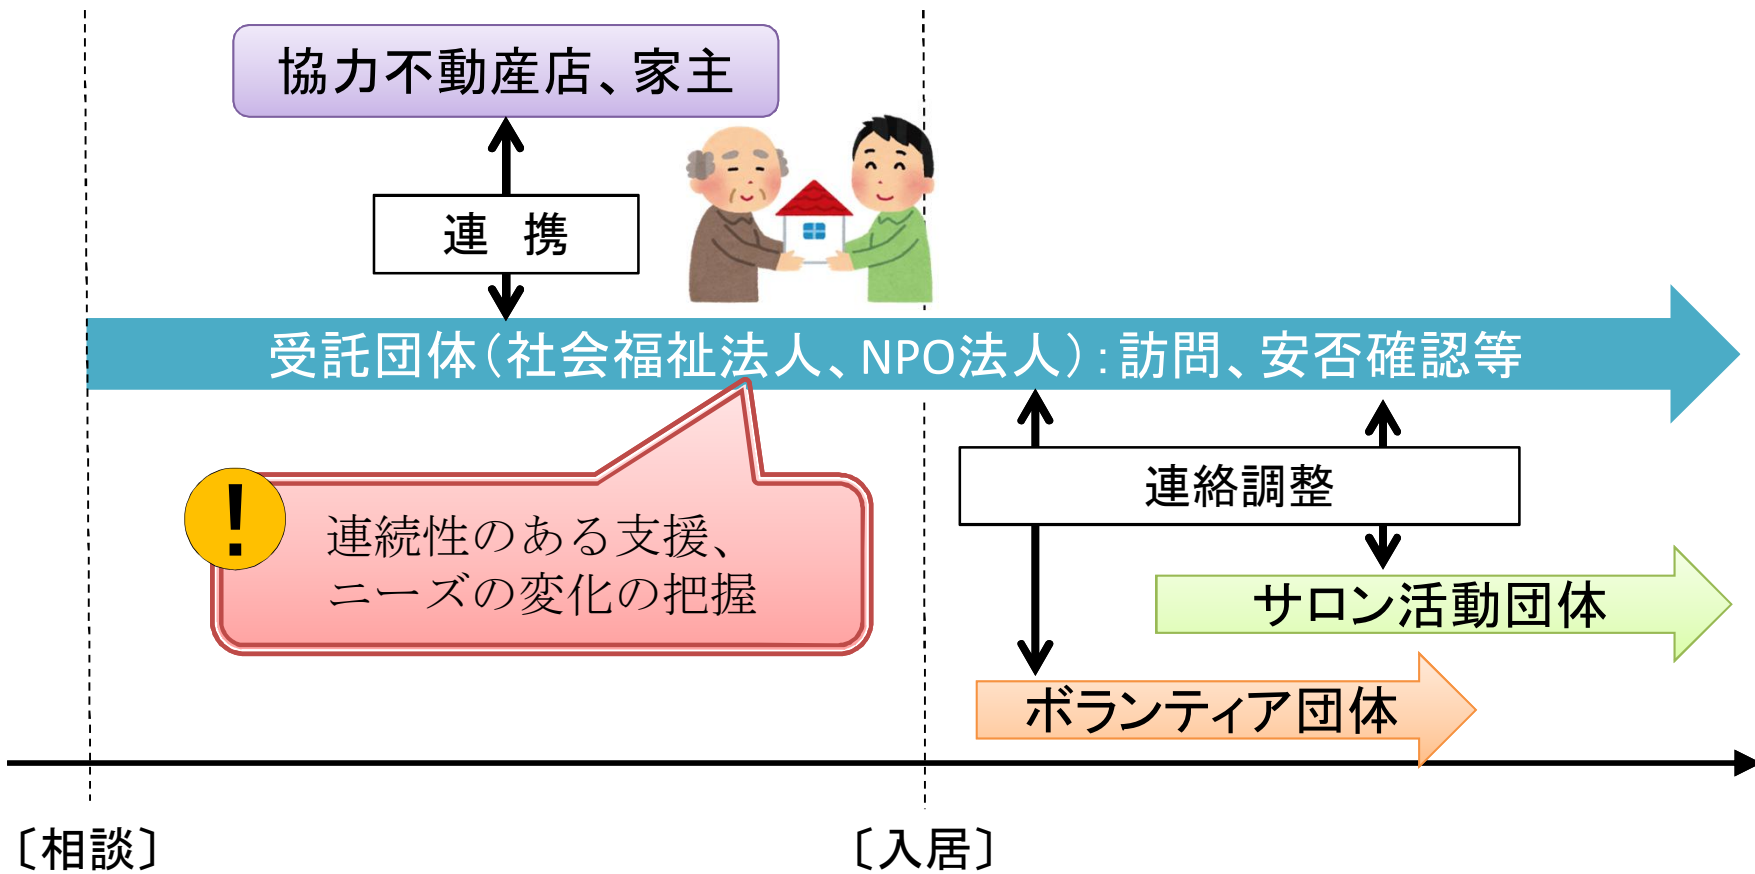 協力不動産店、家主
連　携
受託団体（社会福祉法人、NPO法人）：訪問、安否確認等
!
連続性のある支援、
ニーズの変化の把握
連絡調整
サロン活動団体
ボランティア団体
〔相談〕
〔入居〕